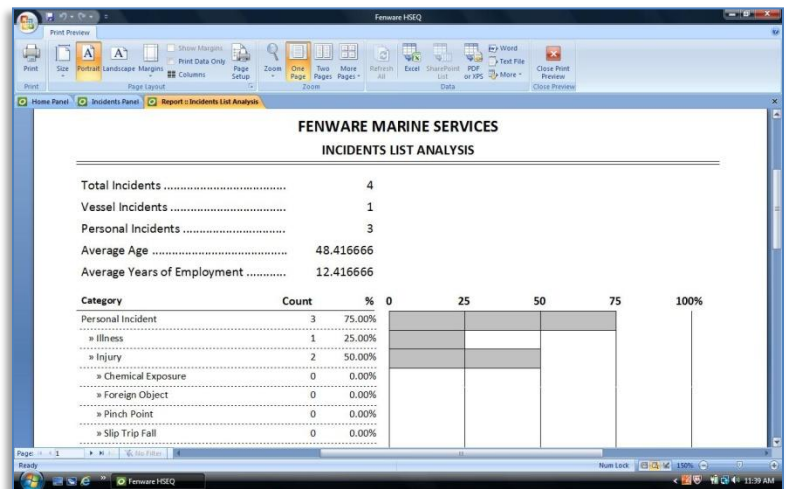 Fenware HSEQ
Print Preview
Print
Size
Portrait
Landscape
Margins
Show Margins
Print Data Only
Columns
Page Setup
Zoom
One Page
Two Pages
More Pages
Refresh All
Excel
SharePoint List
PDF or XPS
Word
Text File
More
Close Print Preview
Print
Page Layout
Zoom
Data
Close Preview
Home Panel
Incidents Panel
Report :: Incidents List Analysis
FENWARE MARINE SERVICES
INCIDENTS LIST ANALYSIS
Total Incidents ...................................... 4
Vessel Incidents ..................................... 1
Personal Incidents ................................. 3
Average Age .......................................... 48.416666
Average Years of Employment ............ 12.416666
Category Count % 0 25 50 75 100%
Personal Incident 3 75.00%
» Illness 1 25.00%
» Injury 2 50.00%
» Chemical Exposure 0 0.00%
» Foreign Object 0 0.00%
» Pinch Point 0 0.00%
» Slip Trip Fall 0 0.00%
Page: 1 No Filter
Ready Num Lock 150%
Fenware HSEQ 11:39 AM